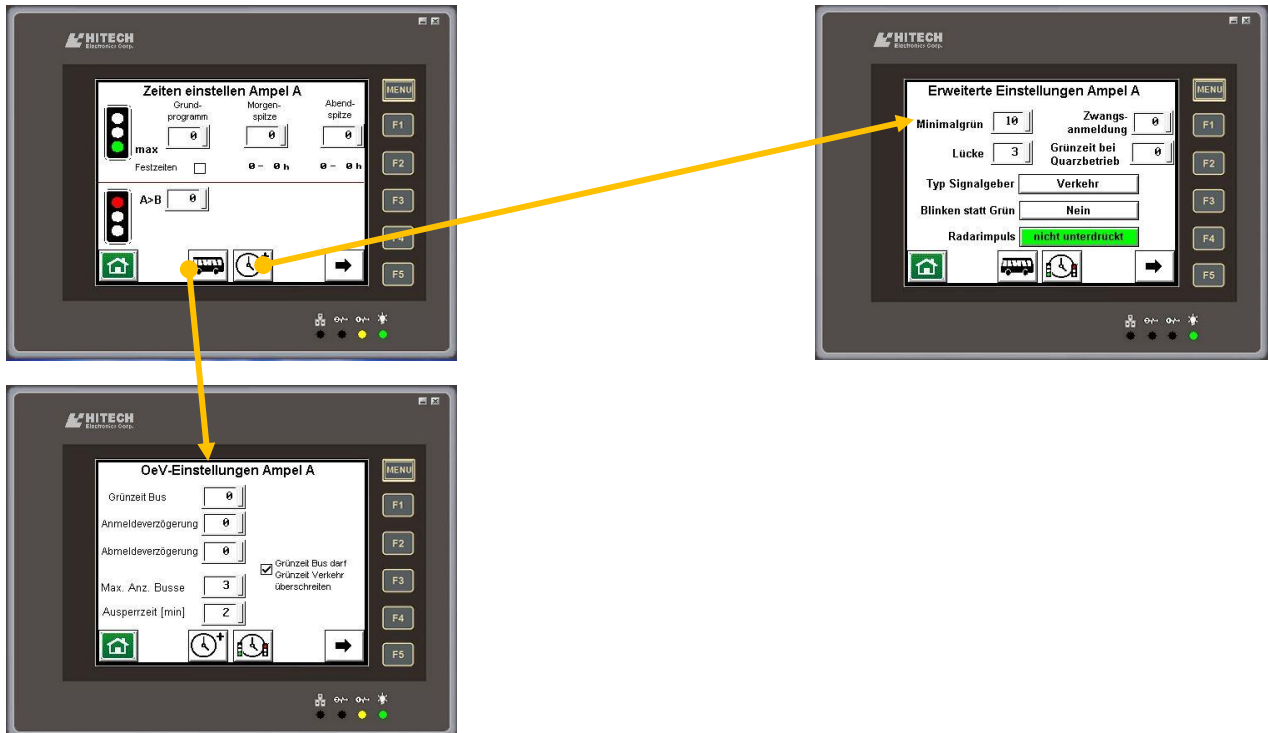 HITECH
Electronics Corp.
Zeiten einstellen Ampel A
Grund-
programm
Morgen-
spitze
Abend-
spitze
max
0
0
0
Festzeiten
0 - 0 h
0 - 0 h
A>B
0
MENU
F1
F2
F3
F4
F5
HITECH
Electronics Corp.
Erweiterte Einstellungen Ampel A
Minimalgrün
10
Zwangs-
anmeldung
0
Lücke
3
Grünzeit bei
Quarzbetrieb
0
Typ Signalgeber
Verkehr
Blinken statt Grün
Nein
Radarimpuls
nicht unterdrückt
MENU
F1
F2
F3
F4
F5
HITECH
Electronics Corp.
OeV-Einstellungen Ampel A
Grünzeit Bus
0
Anmeldeverzögerung
0
Abmeldeverzögerung
0
Grünzeit Bus darf
Grünzeit Verkehr
überschreiten
Max. Anz. Busse
3
Ausperrzeit [min]
2
MENU
F1
F2
F3
F4
F5